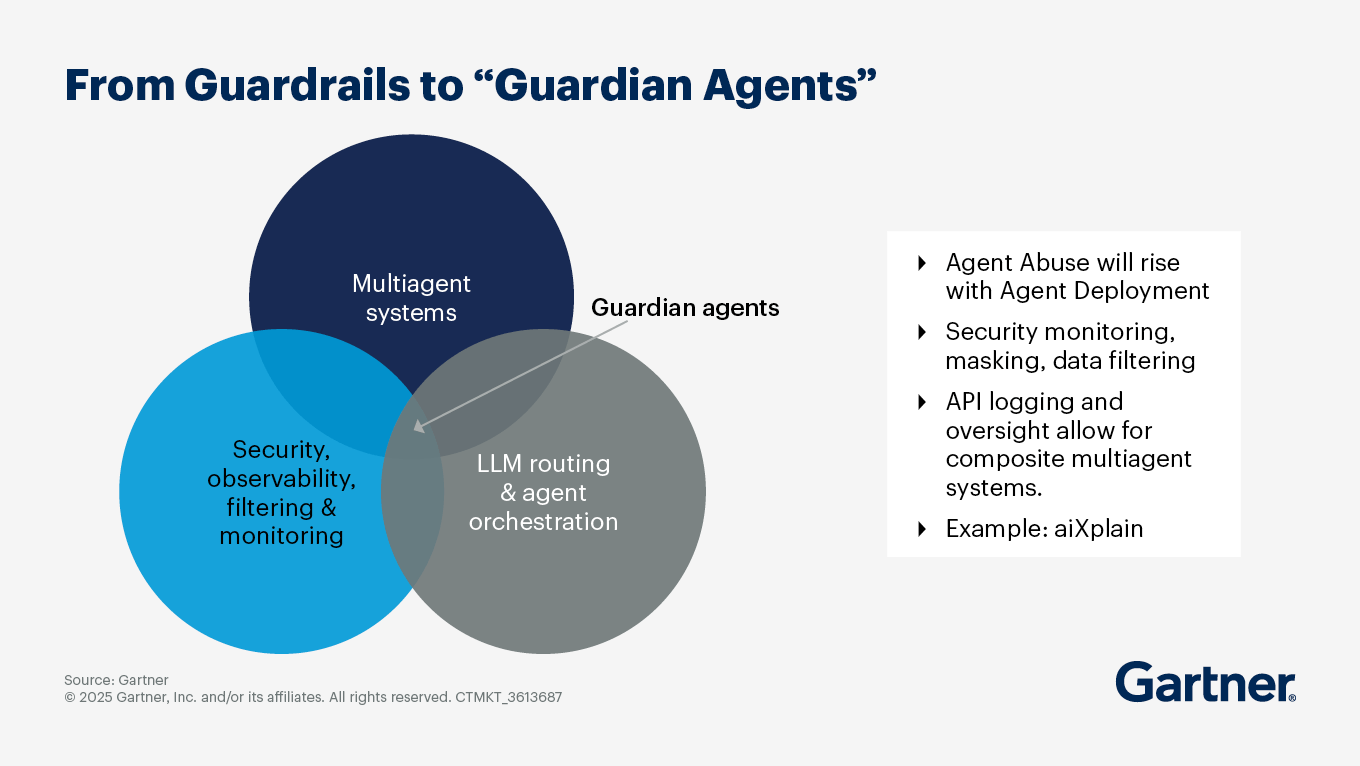 From Guardrails to “Guardian Agents”
Multiagent
systems
Guardian agents
Security,
observability,
filtering &
monitoring
LLM routing
& agent
orchestration
Agent Abuse will rise
with Agent Deployment
Security monitoring,
masking, data filtering
API logging and
oversight allow for
composite multiagent
systems.
Example: aiXplain
Source: Gartner
© 2025 Gartner, Inc. and/or its affiliates. All rights reserved. CTMKT_3613687
Gartner®